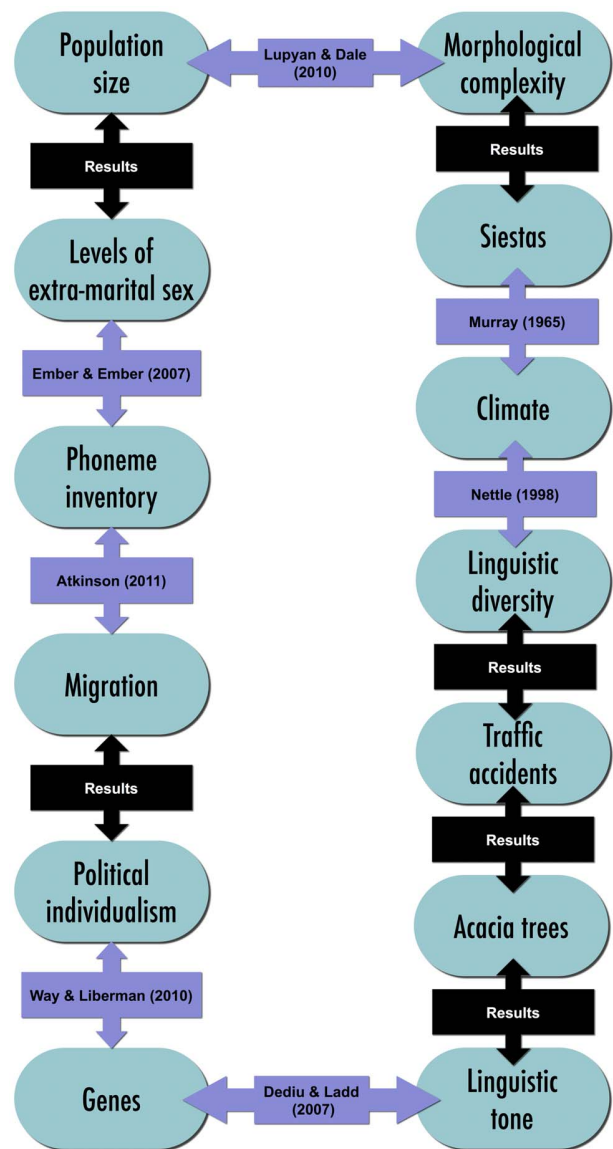 Population
size
Lupyan & Dale
(2010)
Morphological
complexity
Results
Results
Levels of
extra-marital sex
Siestas
Ember & Ember (2007)
Murray (1965)
Phoneme
inventory
Climate
Atkinson (2011)
Nettle (1998)
Migration
Linguistic
diversity
Results
Results
Political
individualism
Traffic
accidents
Way & Liberman (2010)
Results
Genes
Acacia trees
Results
Dediu & Ladd
(2007)
Linguistic
tone